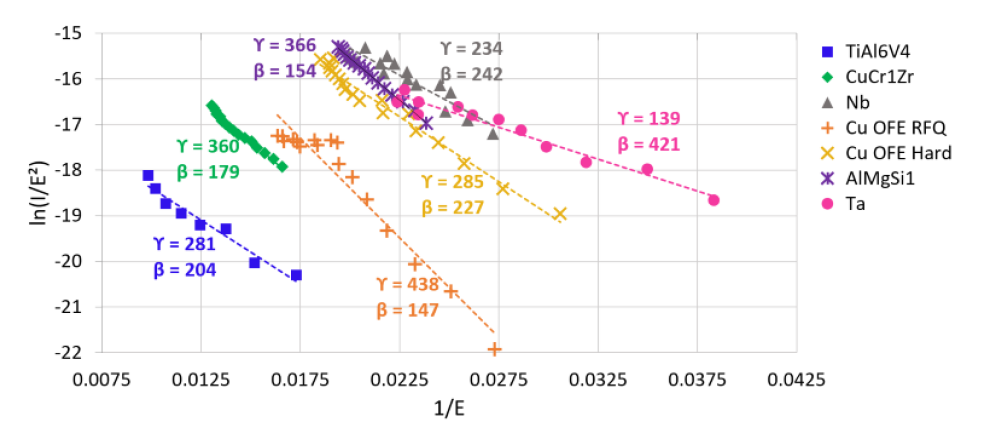 -15
-16
-17
-18
-19
-20
-21
-22
ln(I/E²)
0.0075 0.0125 0.0175 0.0225 0.0275 0.0325 0.0375 0.0425
1/E
ϒ = 366
β = 154
ϒ = 234
β = 242
ϒ = 139
β = 421
ϒ = 360
β = 179
ϒ = 285
β = 227
ϒ = 281
β = 204
ϒ = 438
β = 147
TiAl6V4
CuCr1Zr
Nb
Cu OFE RFQ
Cu OFE Hard
AlMgSi1
Ta